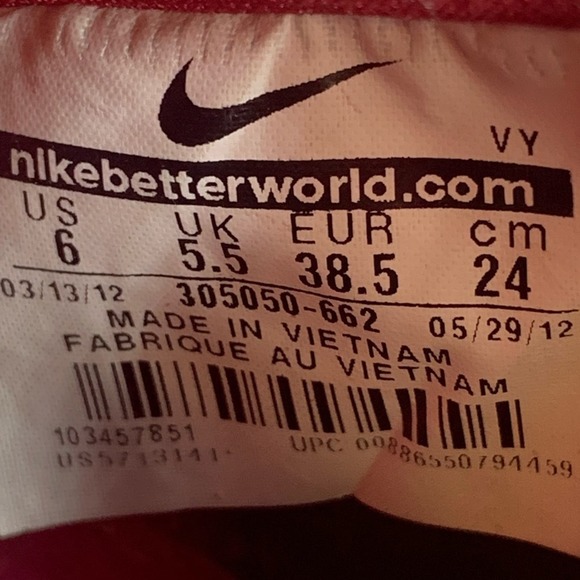 VY
nikebetterworld.com
US UK EUR cm
6 5.5 38.5 24
03/13/12 305050-662 05/29/12
MADE IN VIETNAM
FABRIQUE AU VIETNAM
103457851 UPC 00886550794459